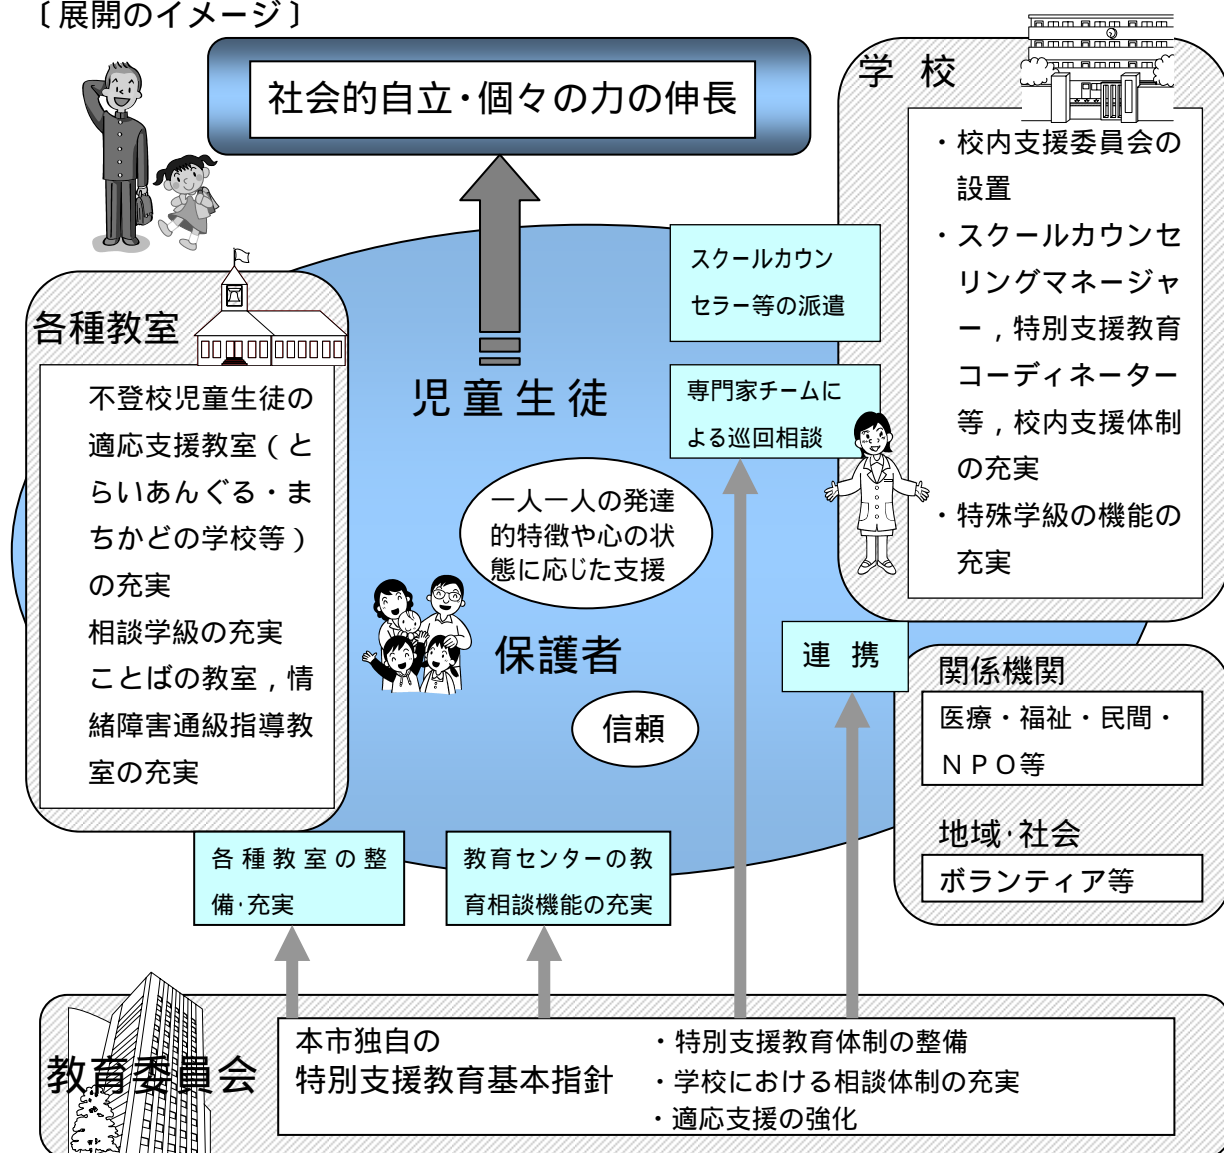 〔展開のイメージ〕
社会的自立・個々の力の伸長
学 校
・校内支援委員会の
設置
・スクールカウンセ
リングマネージャ
ー，特別支援教育
コーディネーター
等，校内支援体制
の充実
・特殊学級の機能の
充実
スクールカウン
セラー等の派遣
専門家チームに
よる巡回相談
各種教室
不登校児童生徒の
適応支援教室（と
らいあんぐる・ま
ちかどの学校等）
の充実
相談学級の充実
ことばの教室，情
緒障害通級指導教
室の充実
児童生徒
一人一人の発達
的特徴や心の状
態に応じた支援
保護者
信頼
連 携
関係機関
医療・福祉・民間・
ＮＰＯ等
地域・社会
ボランティア等
各種教室の整
備・充実
教育センターの教
育相談機能の充実
教育委員会
本市独自の
特別支援教育基本指針
・特別支援教育体制の整備
・学校における相談体制の充実
・適応支援の強化